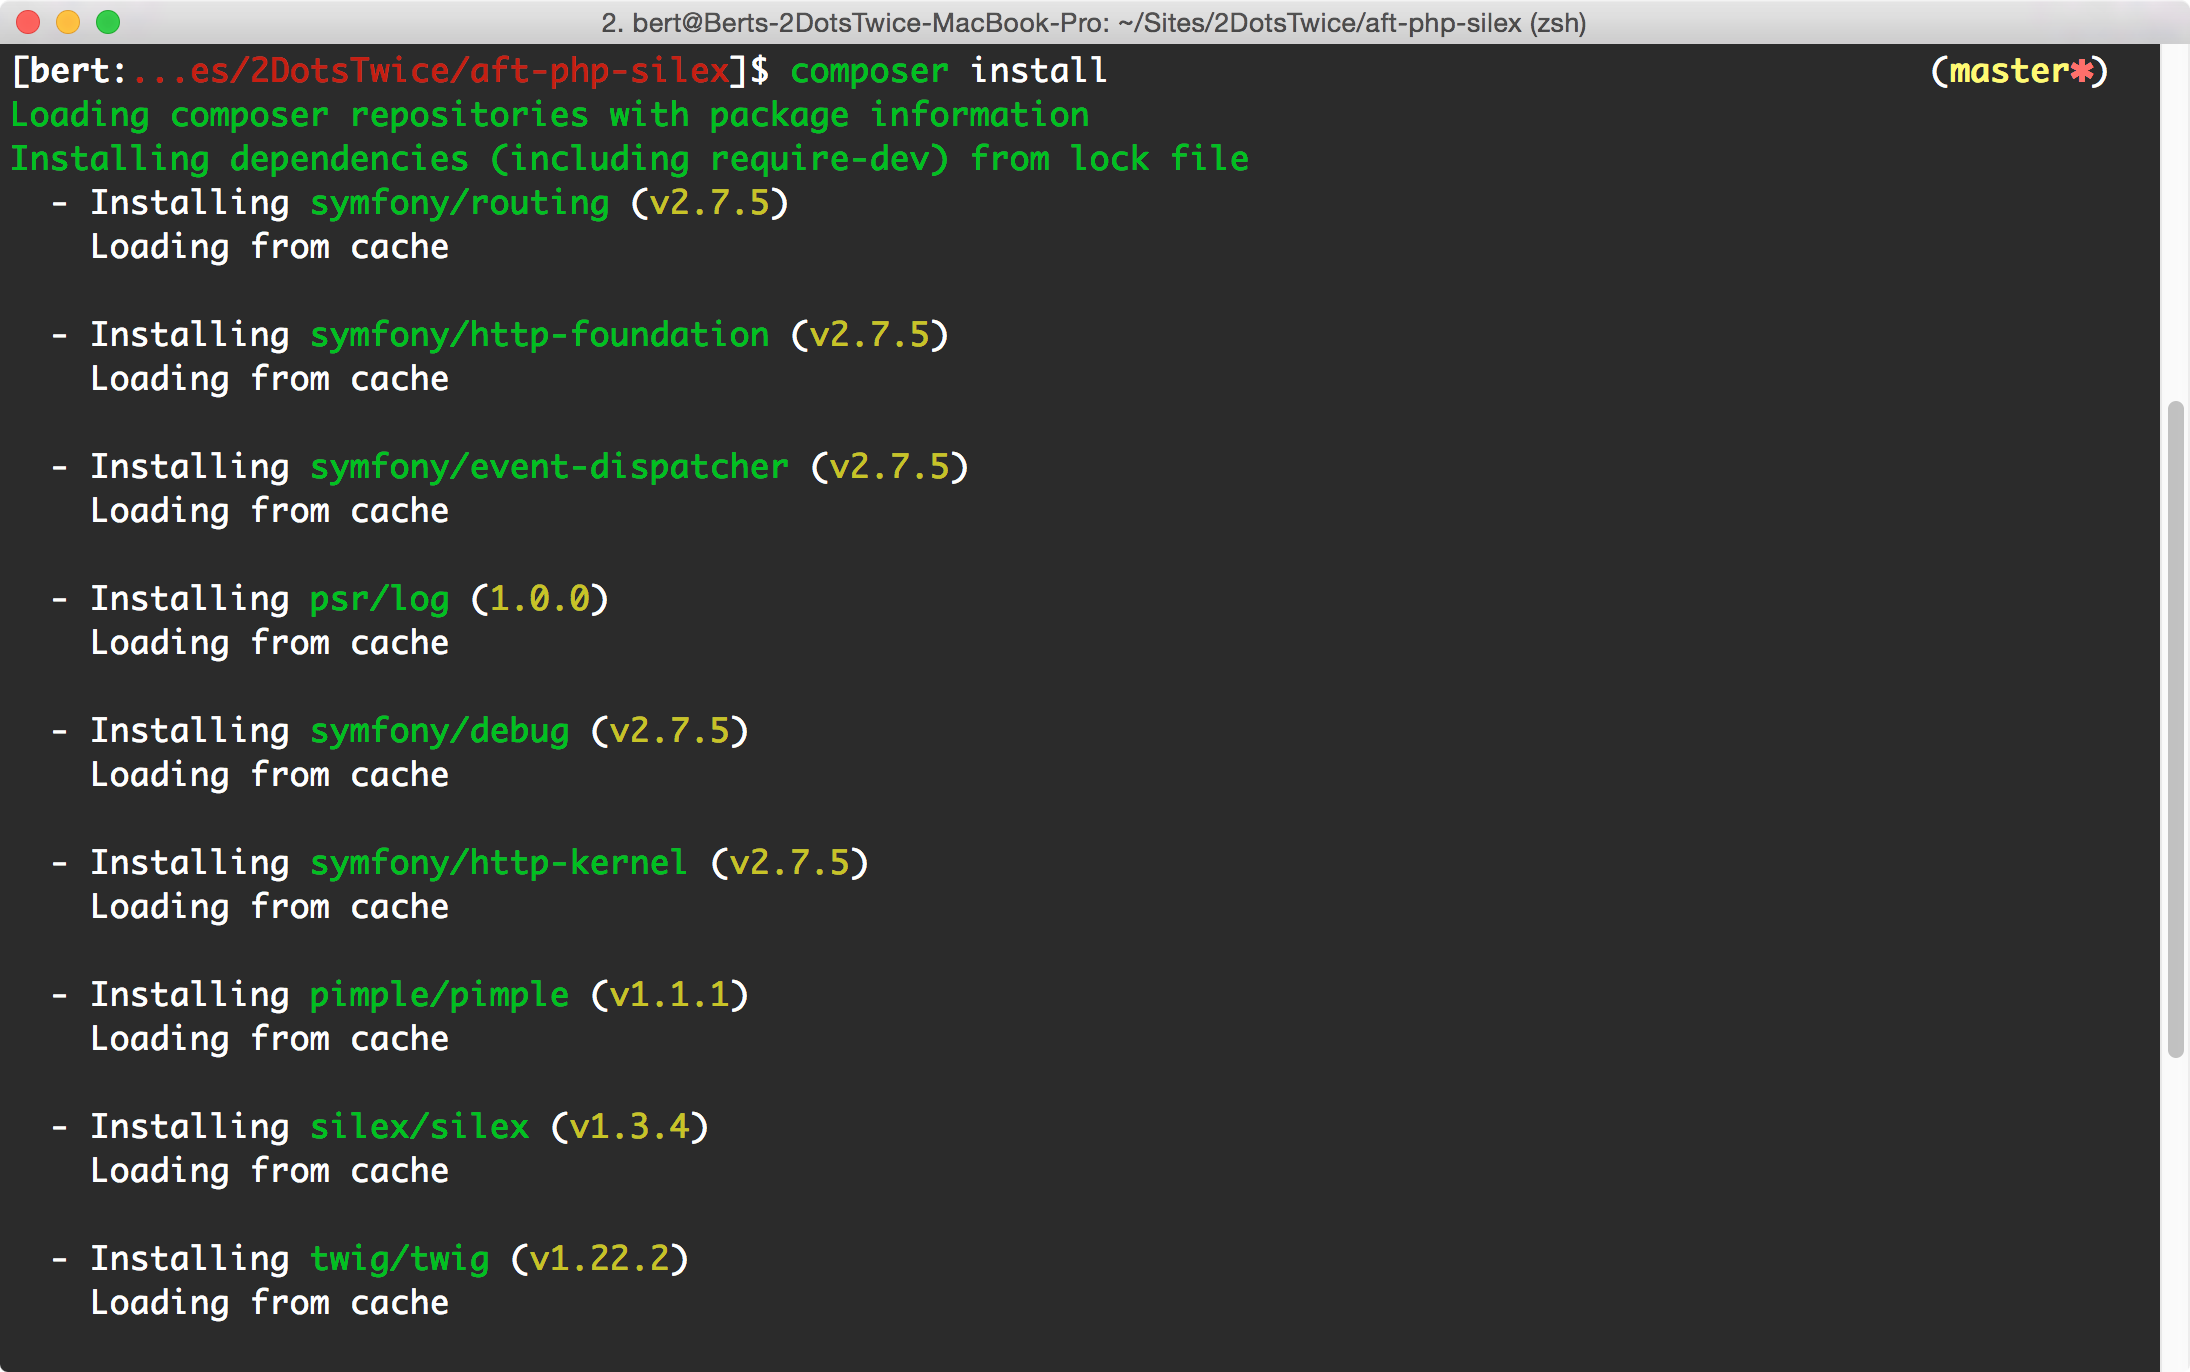 2. bert@Berts-2DotsTwice-MacBook-Pro: ~/Sites/2DotsTwice/aft-php-silex (zsh)
[bert:...es/2DotsTwice/aft-php-silex]$ composer install (master*)
Loading composer repositories with package information
Installing dependencies (including require-dev) from lock file
- Installing symfony/routing (v2.7.5)
Loading from cache
- Installing symfony/http-foundation (v2.7.5)
Loading from cache
- Installing symfony/event-dispatcher (v2.7.5)
Loading from cache
- Installing psr/log (1.0.0)
Loading from cache
- Installing symfony/debug (v2.7.5)
Loading from cache
- Installing symfony/http-kernel (v2.7.5)
Loading from cache
- Installing pimple/pimple (v1.1.1)
Loading from cache
- Installing silex/silex (v1.3.4)
Loading from cache
- Installing twig/twig (v1.22.2)
Loading from cache